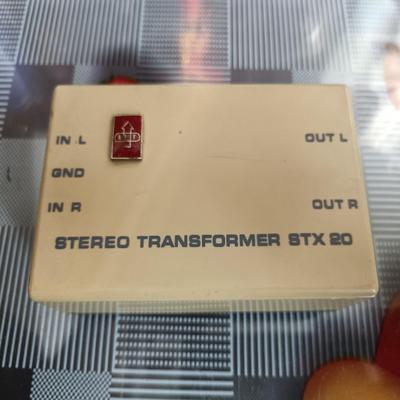 IN L
OUT L
GND
IN R
OUT R
STEREO TRANSFORMER STX 20